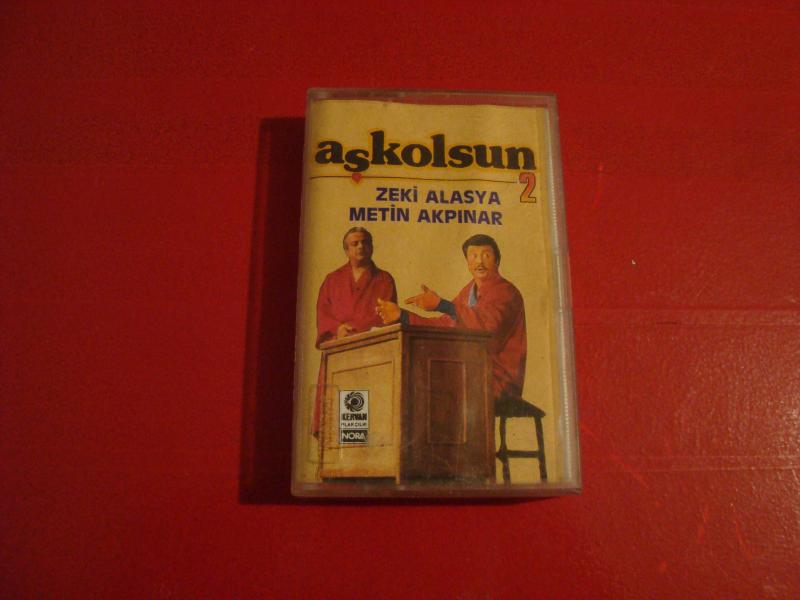 aşkolsun
2
ZEKİ ALASYA
METİN AKPINAR
KERVAN
PLAKÇILIK
NORA